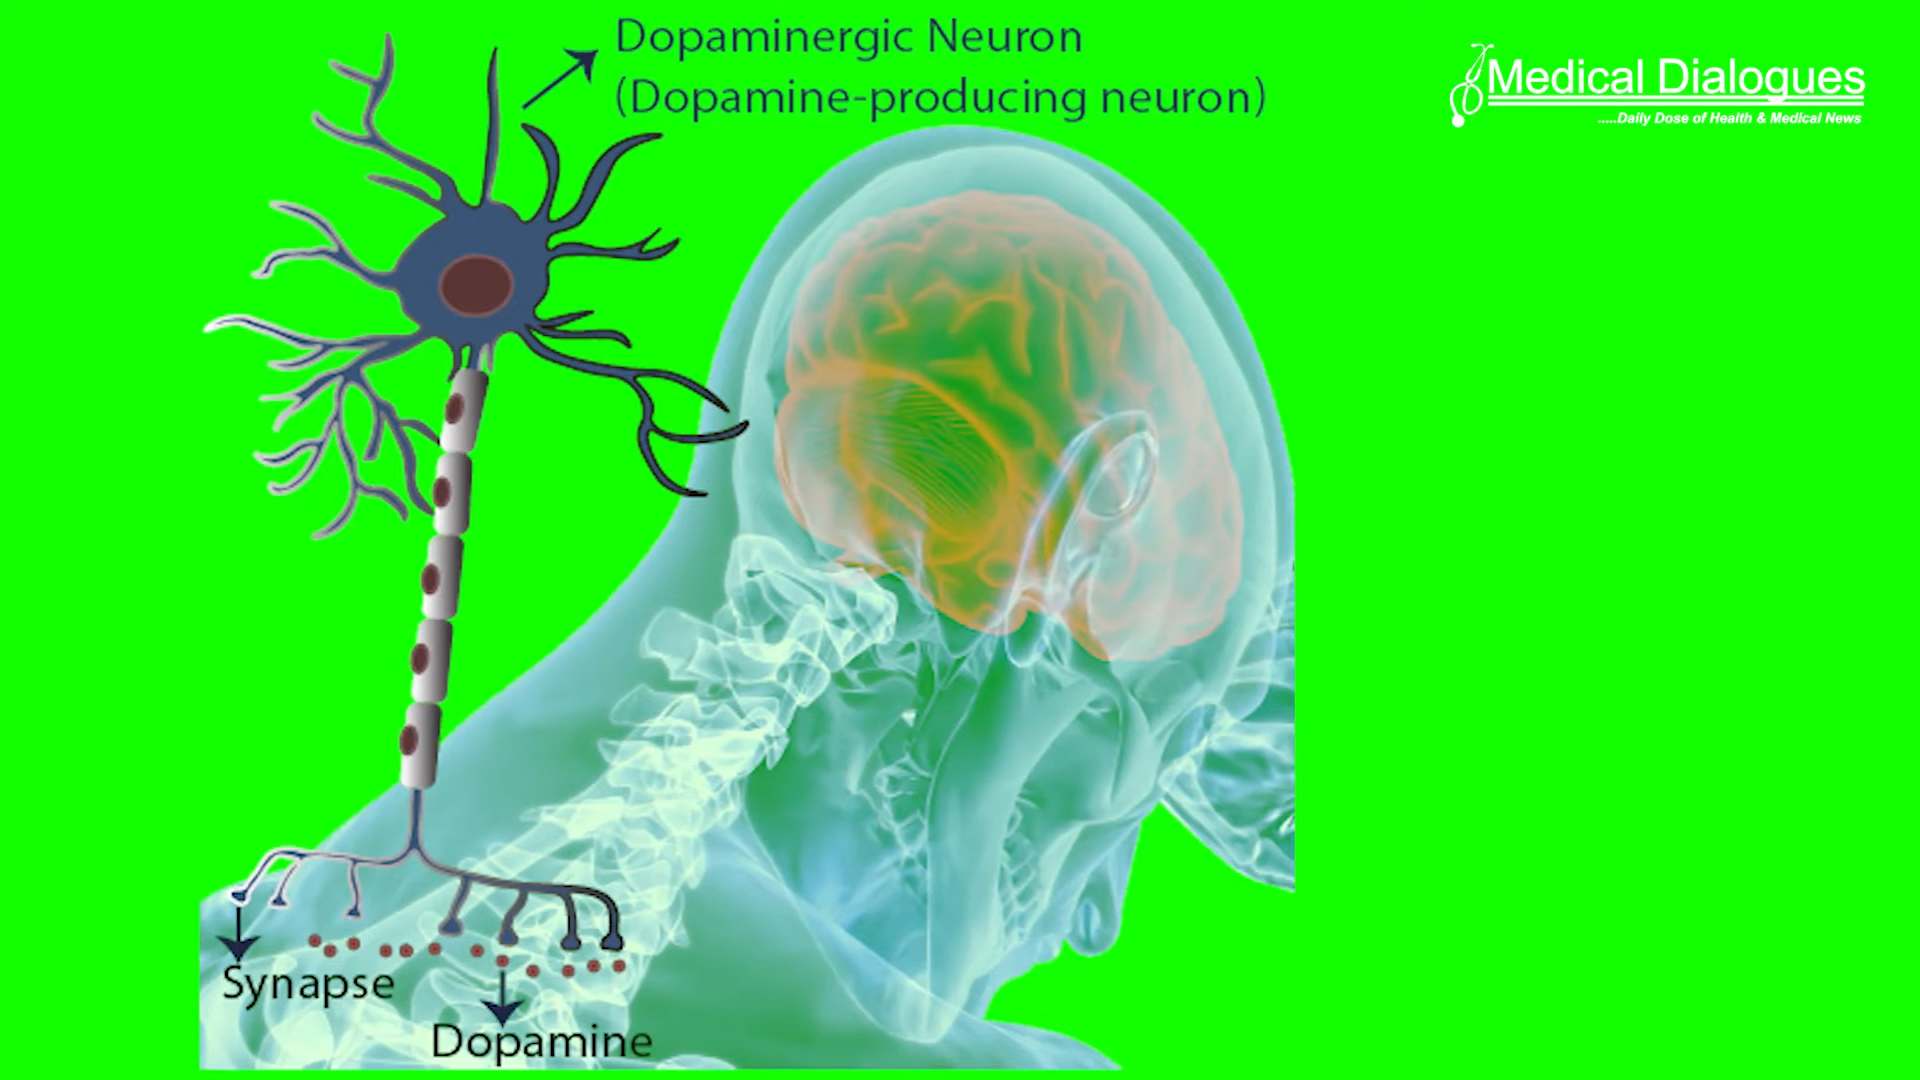 Dopaminergic Neuron
(Dopamine-producing neuron)
Medical Dialogues
.....Daily Dose of Health & Medical News
Synapse
Dopamine